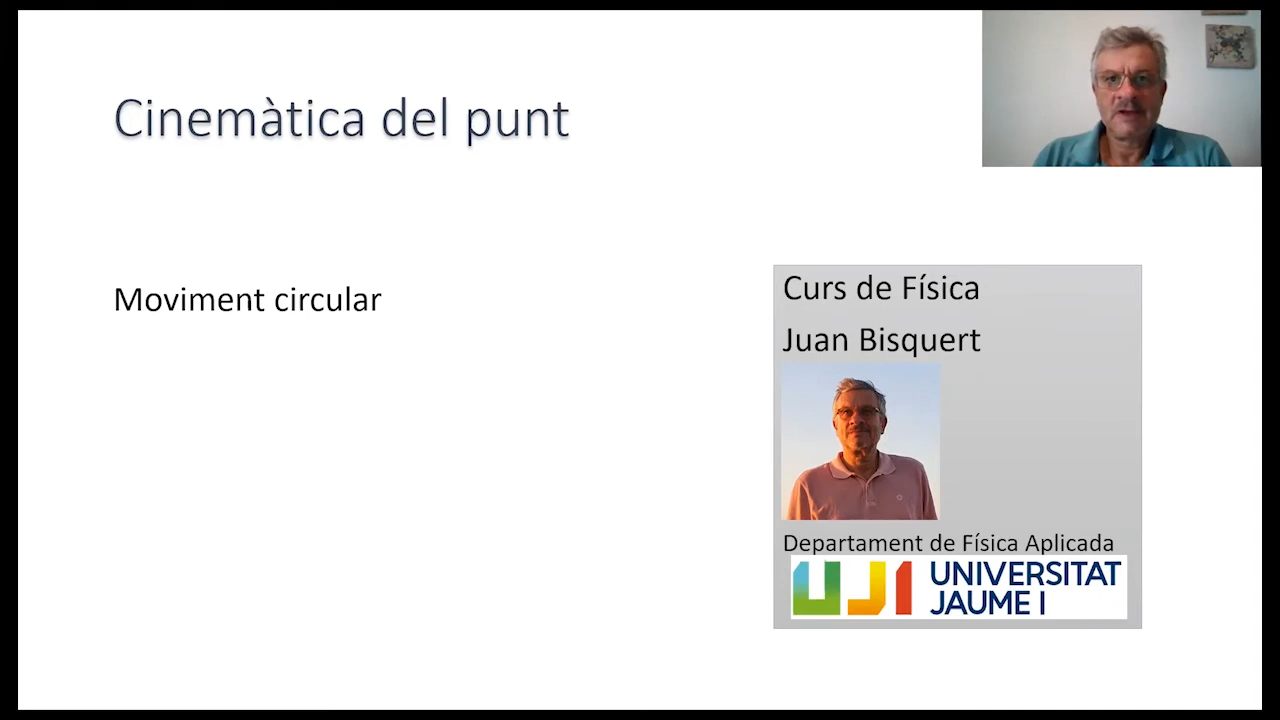 Cinemàtica del punt
Moviment circular
Curs de Física
Juan Bisquert
Departament de Física Aplicada
UJI UNIVERSITAT
JAUME I